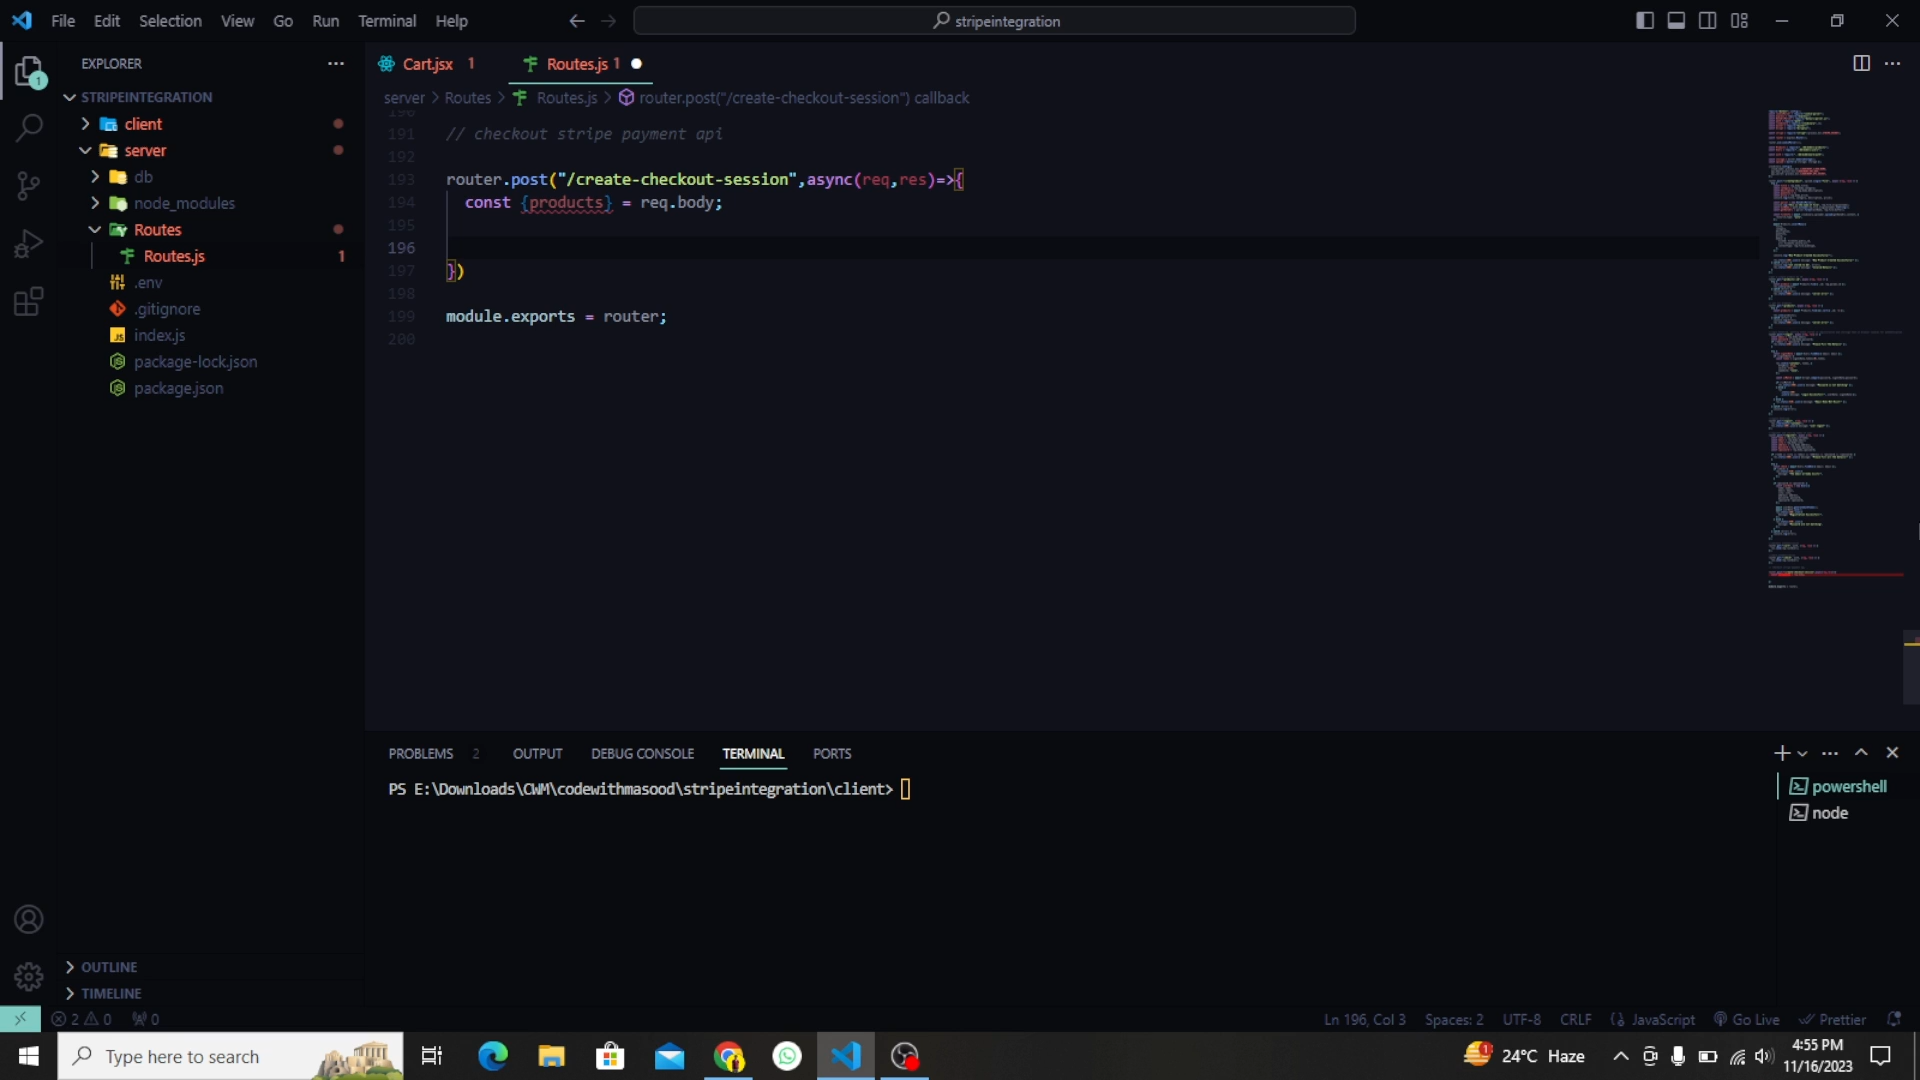 File Edit Selection View Go Run Terminal Help
stripeintegration
EXPLORER
STRIPEINTEGRATION
client
server
db
node_modules
Routes
Routes.js 1
.env
.gitignore
index.js
package-lock.json
package.json
OUTLINE
TIMELINE
Cart.jsx 1
Routes.js 1
server > Routes > Routes.js > router.post("/create-checkout-session") callback
190
191 // checkout stripe payment api
192
193 router.post("/create-checkout-session",async(req,res)=>{
194 const {products} = req.body;
195
196
197 })
198
199 module.exports = router;
200
PROBLEMS 2 OUTPUT DEBUG CONSOLE TERMINAL PORTS
PS E:\Downloads\CWM\codewithmasood\stripeintegration\client>
powershell
node
2 0 0
Ln 196, Col 3 Spaces: 2 UTF-8 CRLF JavaScript Go Live Prettier
Type here to search
24°C Haze
4:55 PM
11/16/2023